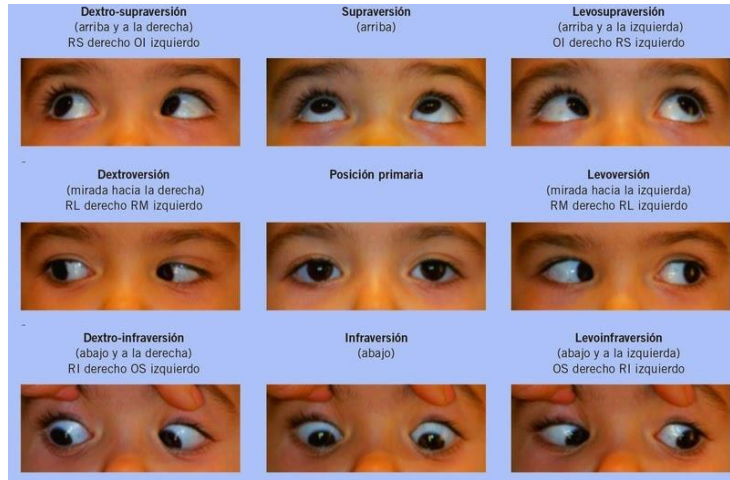 Dextro-supraversión
(arriba y a la derecha)
RS derecho OI izquierdo
Supraversión
(arriba)
Levosupraversión
(arriba y a la izquierda)
OI derecho RS izquierdo
Dextroversión
(mirada hacia la derecha)
RL derecho RM izquierdo
Posición primaria
Levoversión
(mirada hacia la izquierda)
RM derecho RL izquierdo
Dextro-infraversión
(abajo y a la derecha)
RI derecho OS izquierdo
Infraversión
(abajo)
Levoinfraversión
(abajo y a la izquierda)
OS derecho RI izquierdo